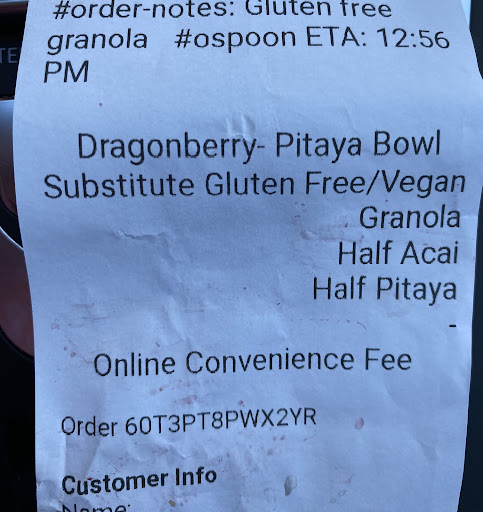 #order-notes: Gluten free
granola #ospoon ETA: 12:56
PM
Dragonberry- Pitaya Bowl
Substitute Gluten Free/Vegan
Granola
Half Acai
Half Pitaya
-
Online Convenience Fee
Order 60T3PT8PWX2YR
Customer Info
Name: